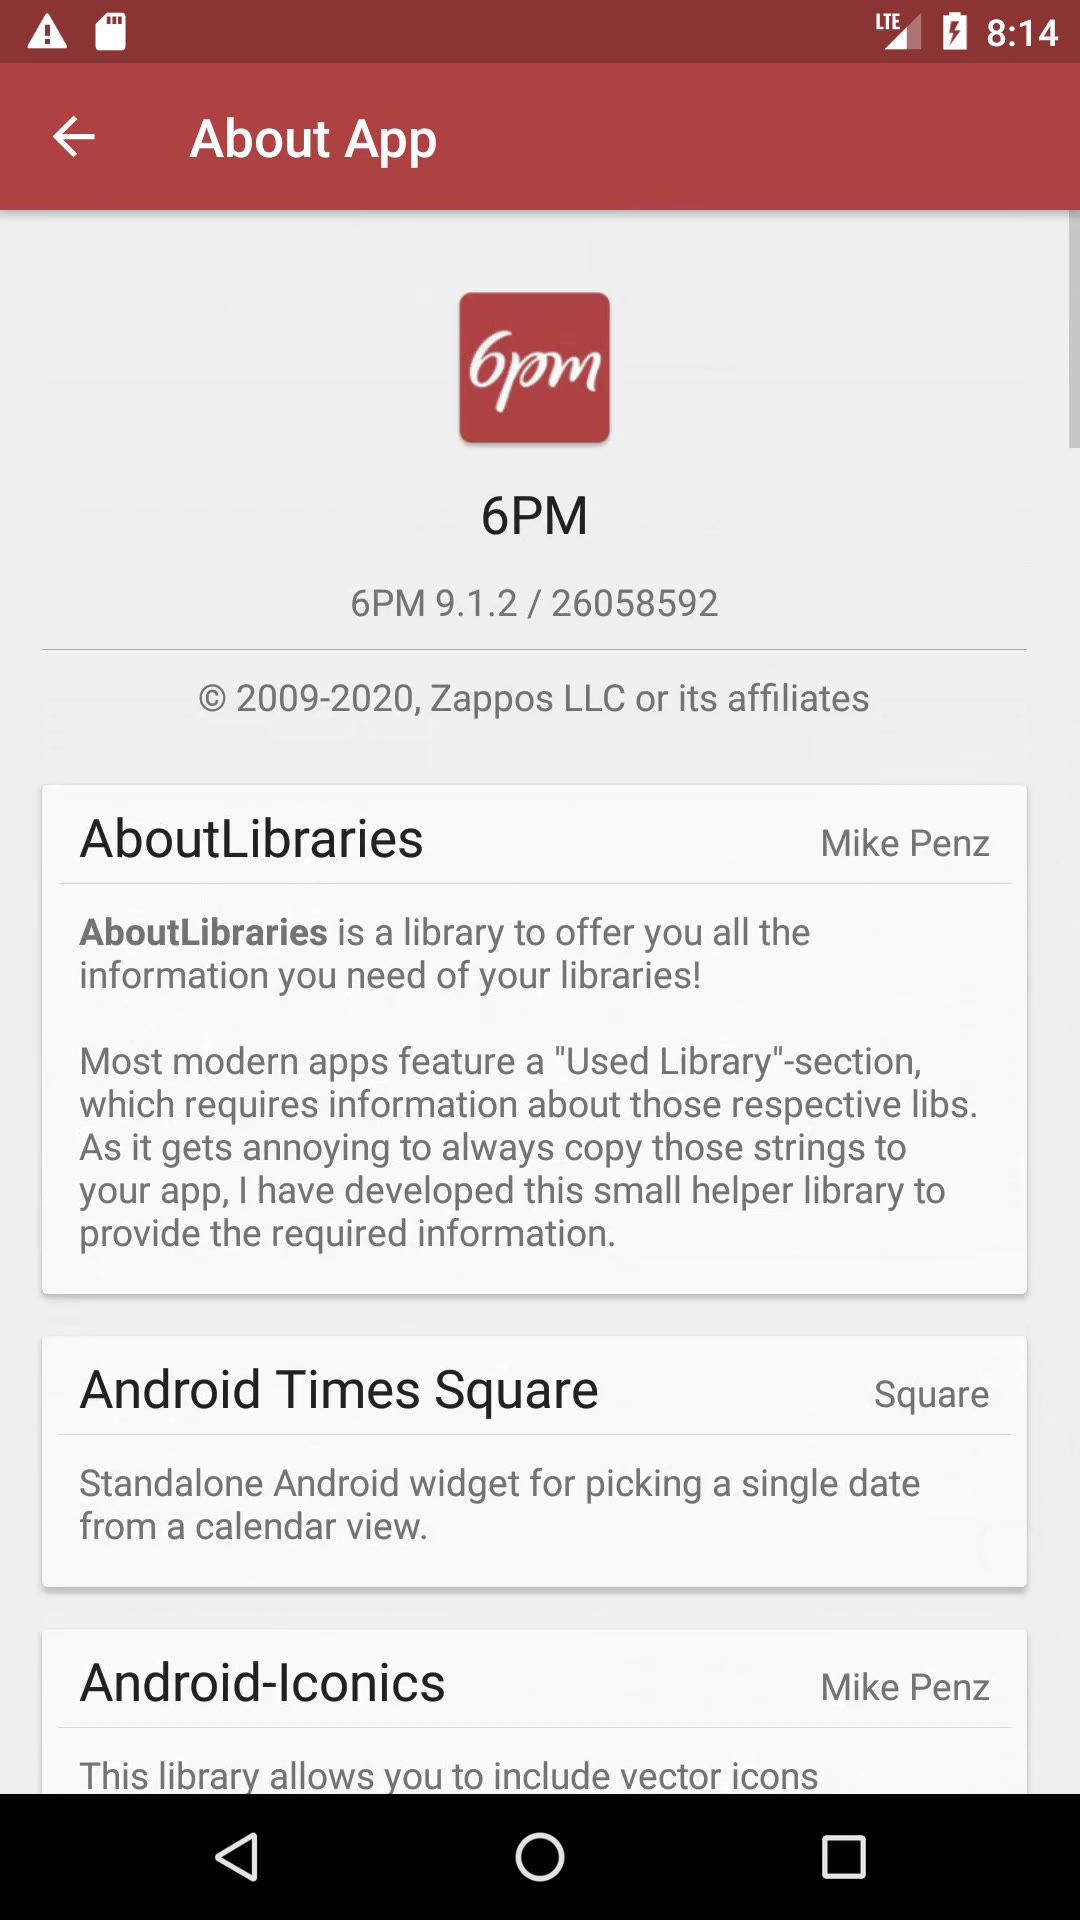 LTE 8:14
About App
6pm
6PM
6PM 9.1.2 / 26058592
© 2009-2020, Zappos LLC or its affiliates
AboutLibraries Mike Penz
AboutLibraries is a library to offer you all the
information you need of your libraries!
Most modern apps feature a "Used Library"-section,
which requires information about those respective libs.
As it gets annoying to always copy those strings to
your app, I have developed this small helper library to
provide the required information.
Android Times Square Square
Standalone Android widget for picking a single date
from a calendar view.
Android-Iconics Mike Penz
This library allows you to include vector icons